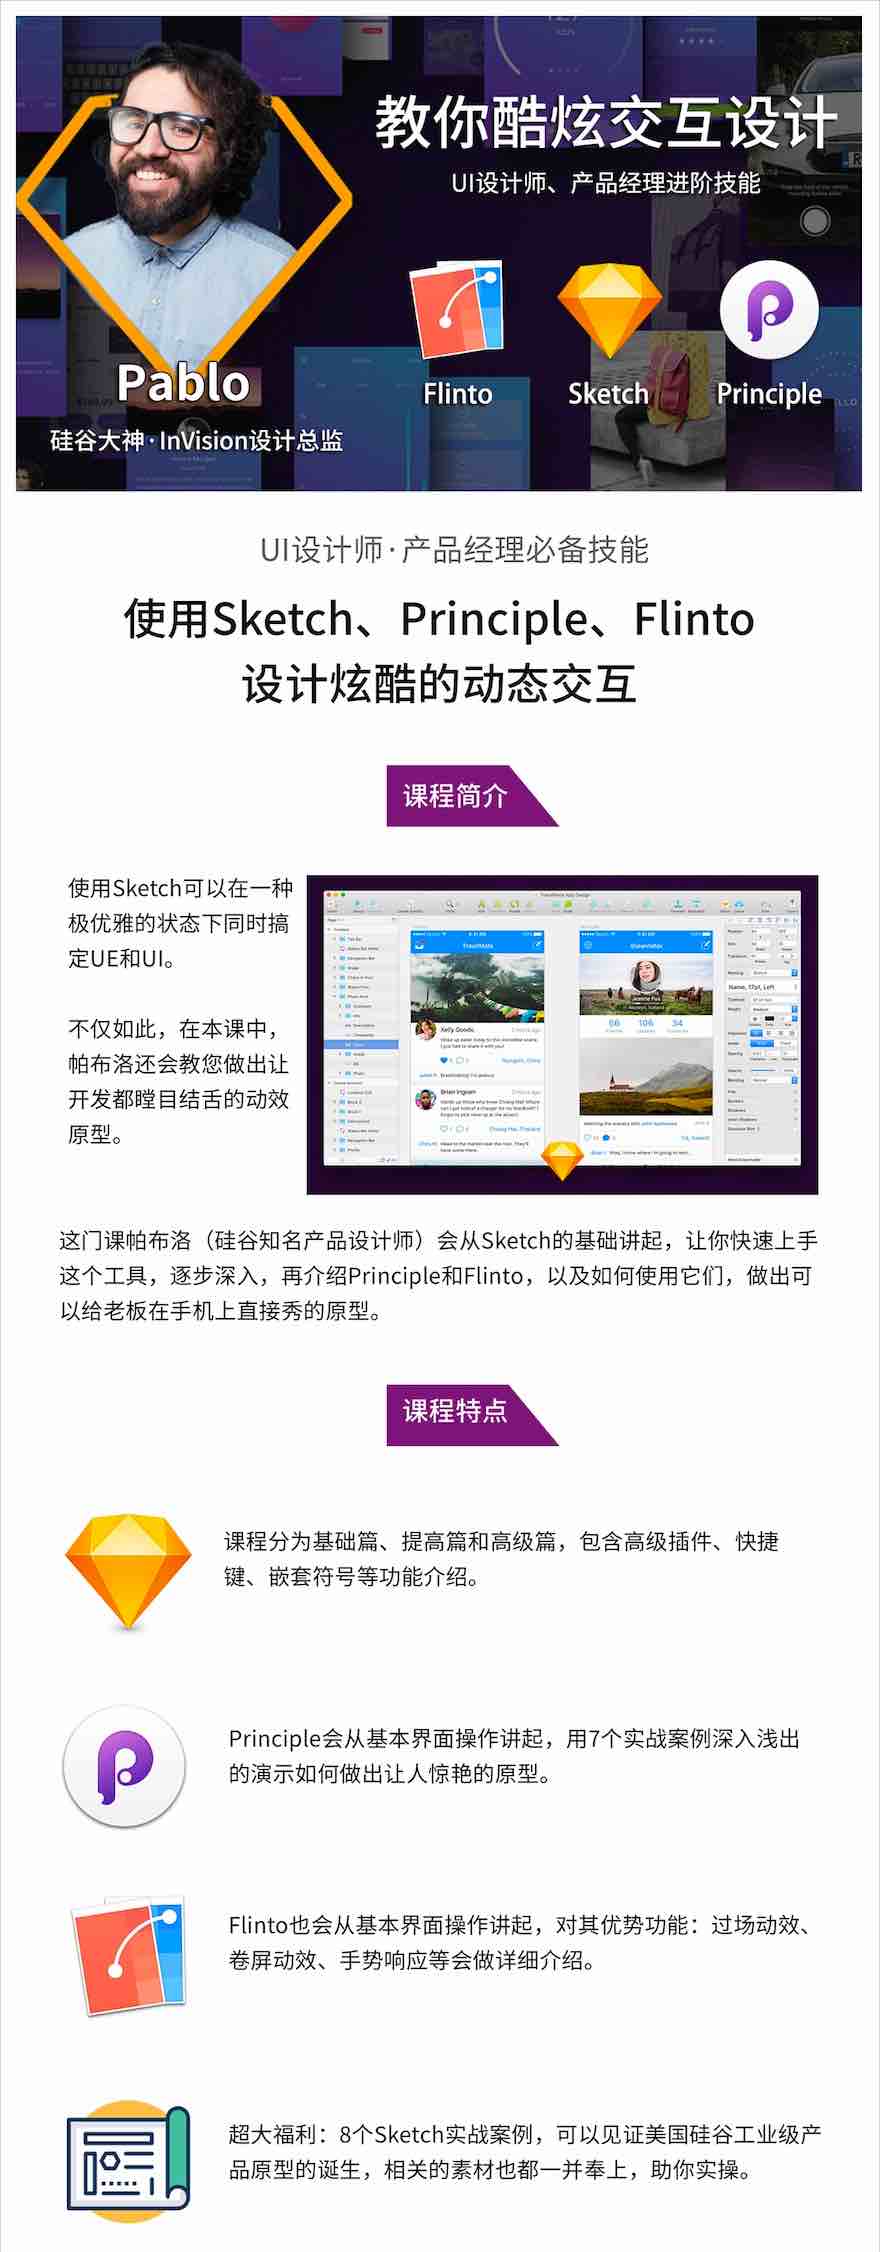 教你酷炫交互设计
UI设计师、产品经理进阶技能
Flinto
Sketch
Principle
Pablo
硅谷大神·InVision设计总监
UI设计师·产品经理必备技能
使用Sketch、Principle、Flinto
设计炫酷的动态交互
课程简介
使用Sketch可以在一种
极优雅的状态下同时搞
定UE和UI。
不仅如此，在本课中，
帕布洛还会教您做出让
开发都瞠目结舌的动效
原型。
Kelly Goods
Brian Ingram
Jeanne Fox
66
106
34
Name, 17pt, Left
这门课帕布洛（硅谷知名产品设计师）会从Sketch的基础讲起，让你快速上手
这个工具，逐步深入，再介绍Principle和Flinto，以及如何使用它们，做出可
以给老板在手机上直接秀的原型。
课程特点
课程分为基础篇、提高篇和高级篇，包含高级插件、快捷
键、嵌套符号等功能介绍。
Principle会从基本界面操作讲起，用7个实战案例深入浅出
的演示如何做出让人惊艳的原型。
Flinto也会从基本界面操作讲起，对其优势功能：过场动效、
卷屏动效、手势响应等会做详细介绍。
超大福利：8个Sketch实战案例，可以见证美国硅谷工业级产
品原型的诞生，相关的素材也都一并奉上，助你实操。